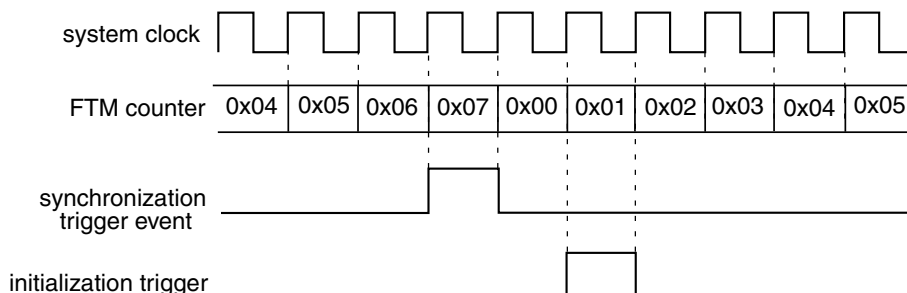 system clock
FTM counter 0x04 0x05 0x06 0x07 0x00 0x01 0x02 0x03 0x04 0x05
synchronization
trigger event
initialization trigger